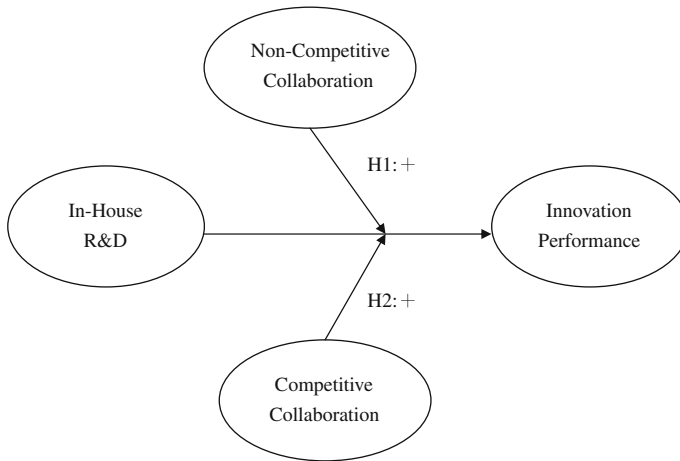 Non-Competitive
Collaboration
H1:+
In-House
R&D
Innovation
Performance
H2:+
Competitive
Collaboration